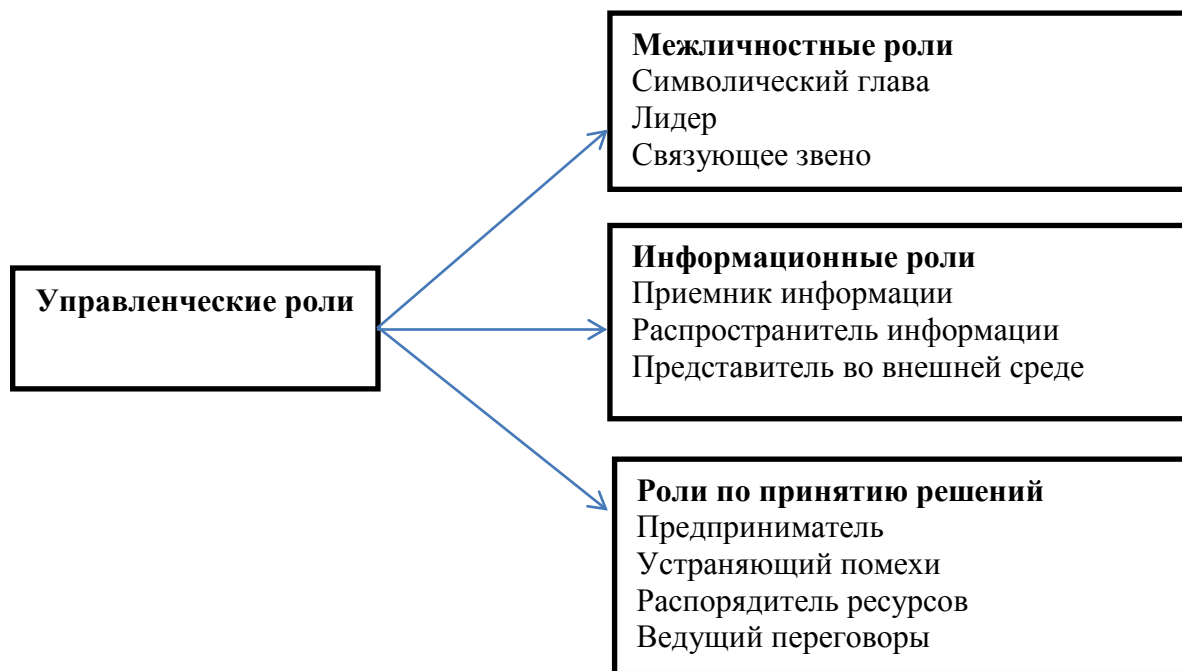 Управленческие роли
Межличностные роли
Символический глава
Лидер
Связующее звено
Информационные роли
Приемник информации
Распространитель информации
Представитель во внешней среде
Роли по принятию решений
Предприниматель
Устраняющий помехи
Распорядитель ресурсов
Ведущий переговоры